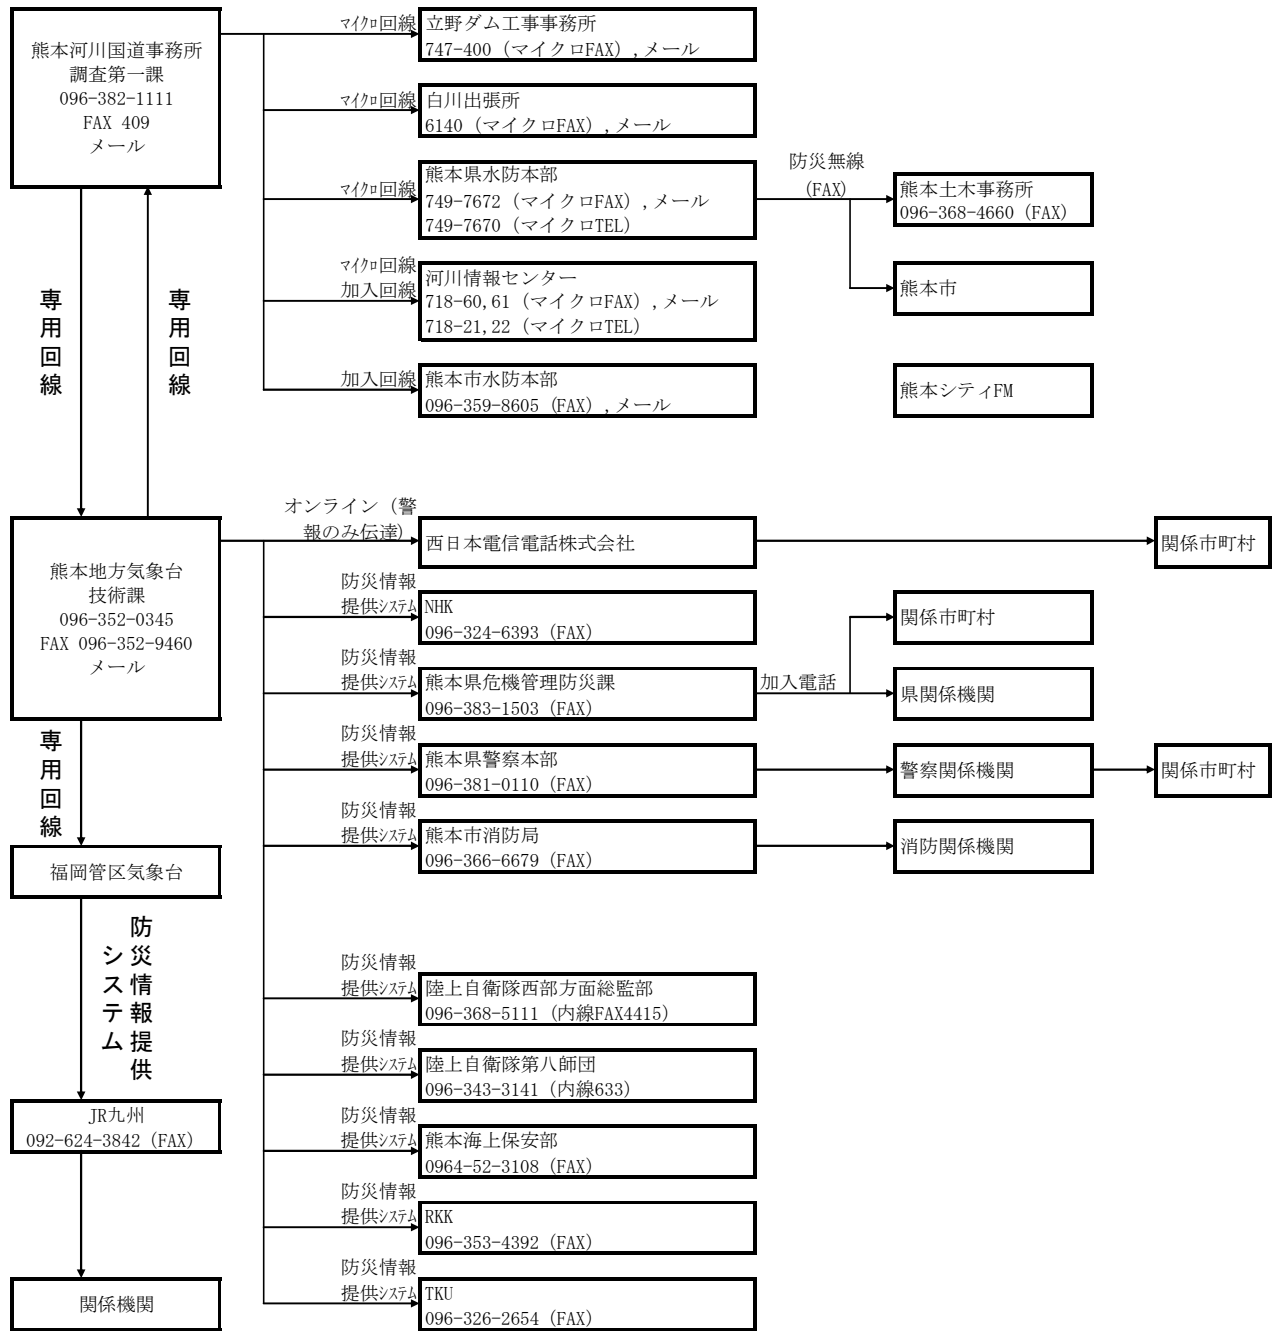 熊本河川国道事務所
調査第一課
096-382-1111
FAX 409
メール
マイクロ回線
立野ダム工事事務所
747-400（マイクロFAX）,メール
マイクロ回線
白川出張所
6140（マイクロFAX）,メール
マイクロ回線
熊本県水防本部
749-7672（マイクロFAX）,メール
749-7670（マイクロTEL）
防災無線
(FAX)
熊本土木事務所
096-368-4660（FAX）
熊本市
マイクロ回線
加入回線
河川情報センター
718-60,61（マイクロFAX）,メール
718-21,22（マイクロTEL）
加入回線
熊本市水防本部
096-359-8605（FAX）,メール
熊本シティFM
専用回線
専用回線
熊本地方気象台
技術課
096-352-0345
FAX 096-352-9460
メール
オンライン（警
報のみ伝達）
西日本電信電話株式会社
関係市町村
防災情報
提供システム
NHK
096-324-6393（FAX）
関係市町村
防災情報
提供システム
熊本県危機管理防災課
096-383-1503（FAX）
加入電話
県関係機関
防災情報
提供システム
熊本県警察本部
096-381-0110（FAX）
警察関係機関
関係市町村
防災情報
提供システム
熊本市消防局
096-366-6679（FAX）
消防関係機関
専用回線
福岡管区気象台
防災情報提供
システム
JR九州
092-624-3842（FAX）
関係機関
防災情報
提供システム
陸上自衛隊西部方面総監部
096-368-5111（内線FAX4415）
防災情報
提供システム
陸上自衛隊第八師団
096-343-3141（内線633）
防災情報
提供システム
熊本海上保安部
0964-52-3108（FAX）
防災情報
提供システム
RKK
096-353-4392（FAX）
防災情報
提供システム
TKU
096-326-2654（FAX）